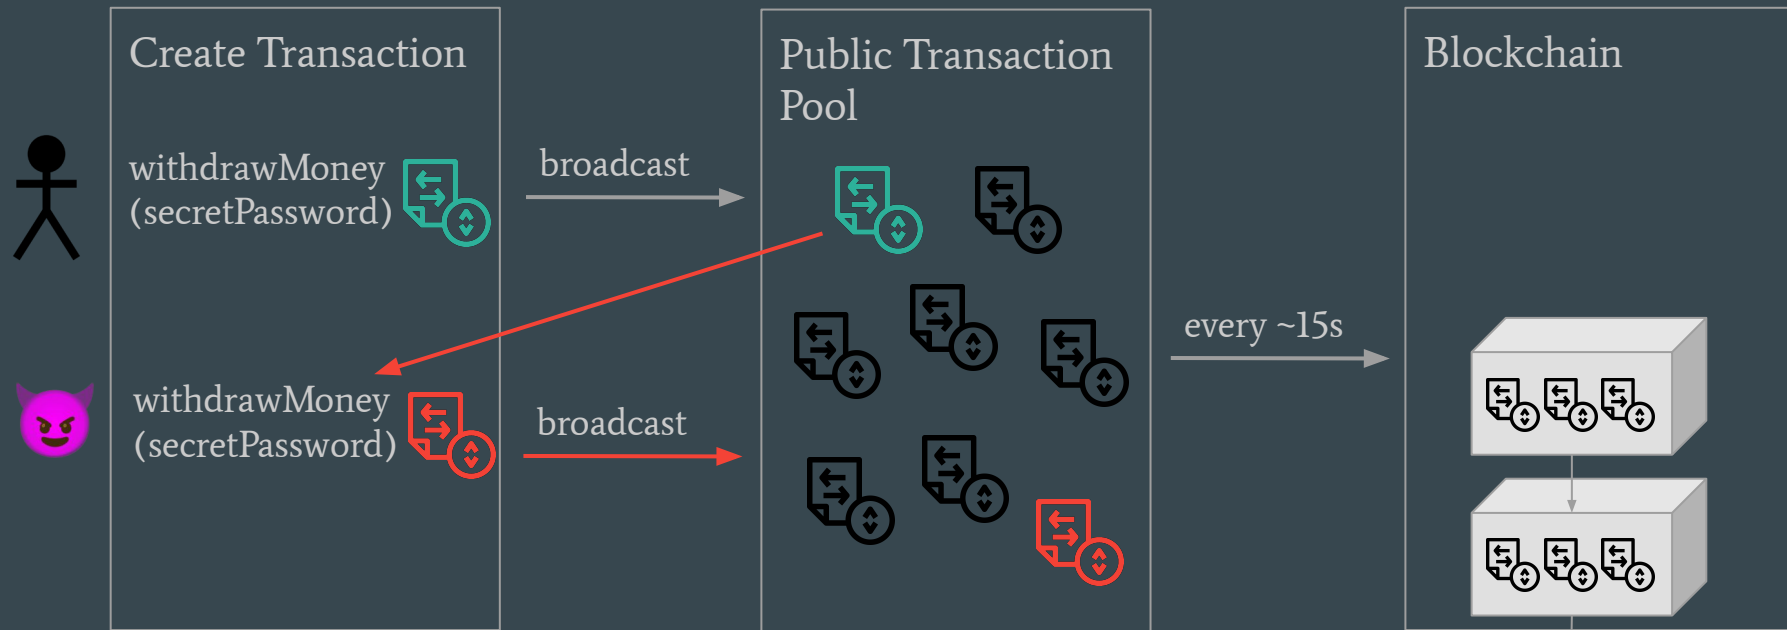 Create Transaction
withdrawMoney
(secretPassword)
broadcast
withdrawMoney
(secretPassword)
broadcast
Public Transaction
Pool
every ~15s
Blockchain